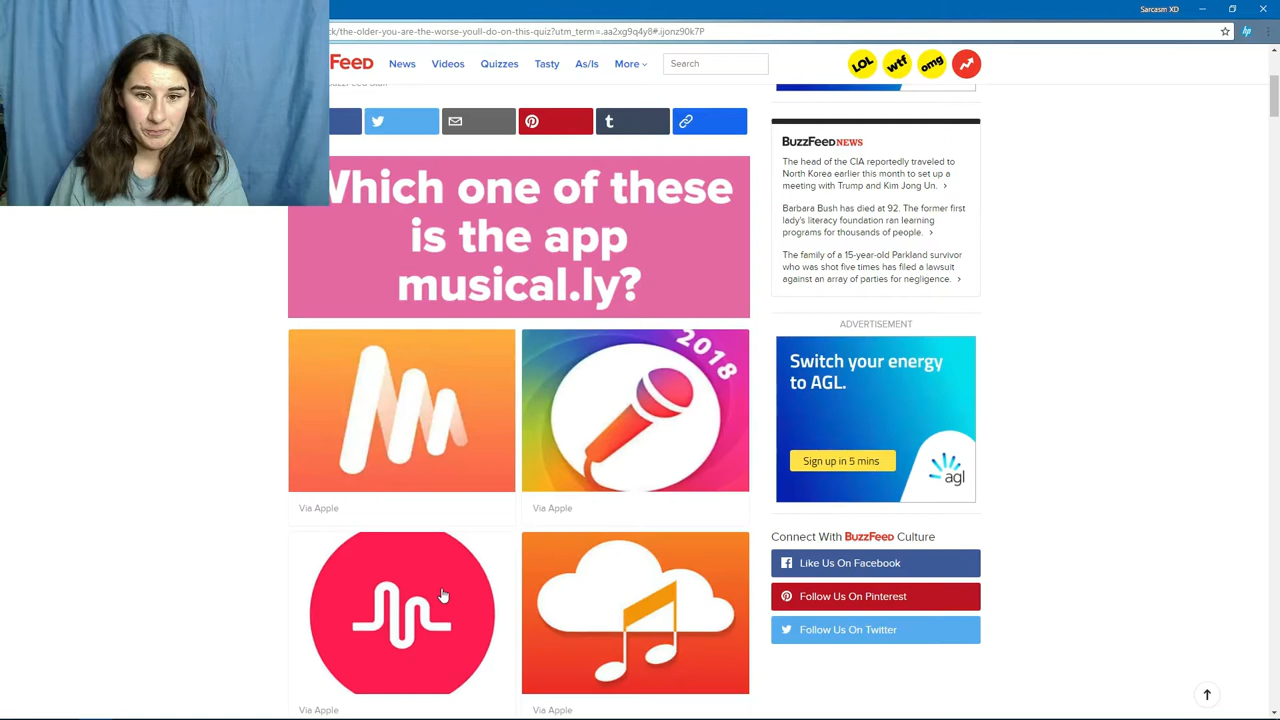 Sarcasm XD
ck/the-older-you-are-the-worse-youll-do-on-this-quiz?utm_term=.aa2xg9q4y8#.ijonz90k7P
Feed
News
Videos
Quizzes
Tasty
As/Is
More
Search
LOL
wtf
omg
Which one of these
is the app
musical.ly?
2018
Via Apple
Via Apple
Via Apple
Via Apple
BuzzFeed NEWS
The head of the CIA reportedly traveled to
North Korea earlier this month to set up a
meeting with Trump and Kim Jong Un. ›
Barbara Bush has died at 92. The former first
lady's literacy foundation ran learning
programs for thousands of people. ›
The family of a 15-year-old Parkland survivor
who was shot five times has filed a lawsuit
against an array of parties for negligence. ›
ADVERTISEMENT
Switch your energy
to AGL.
Sign up in 5 mins
agl
Connect With BuzzFeed Culture
Like Us On Facebook
Follow Us On Pinterest
Follow Us On Twitter